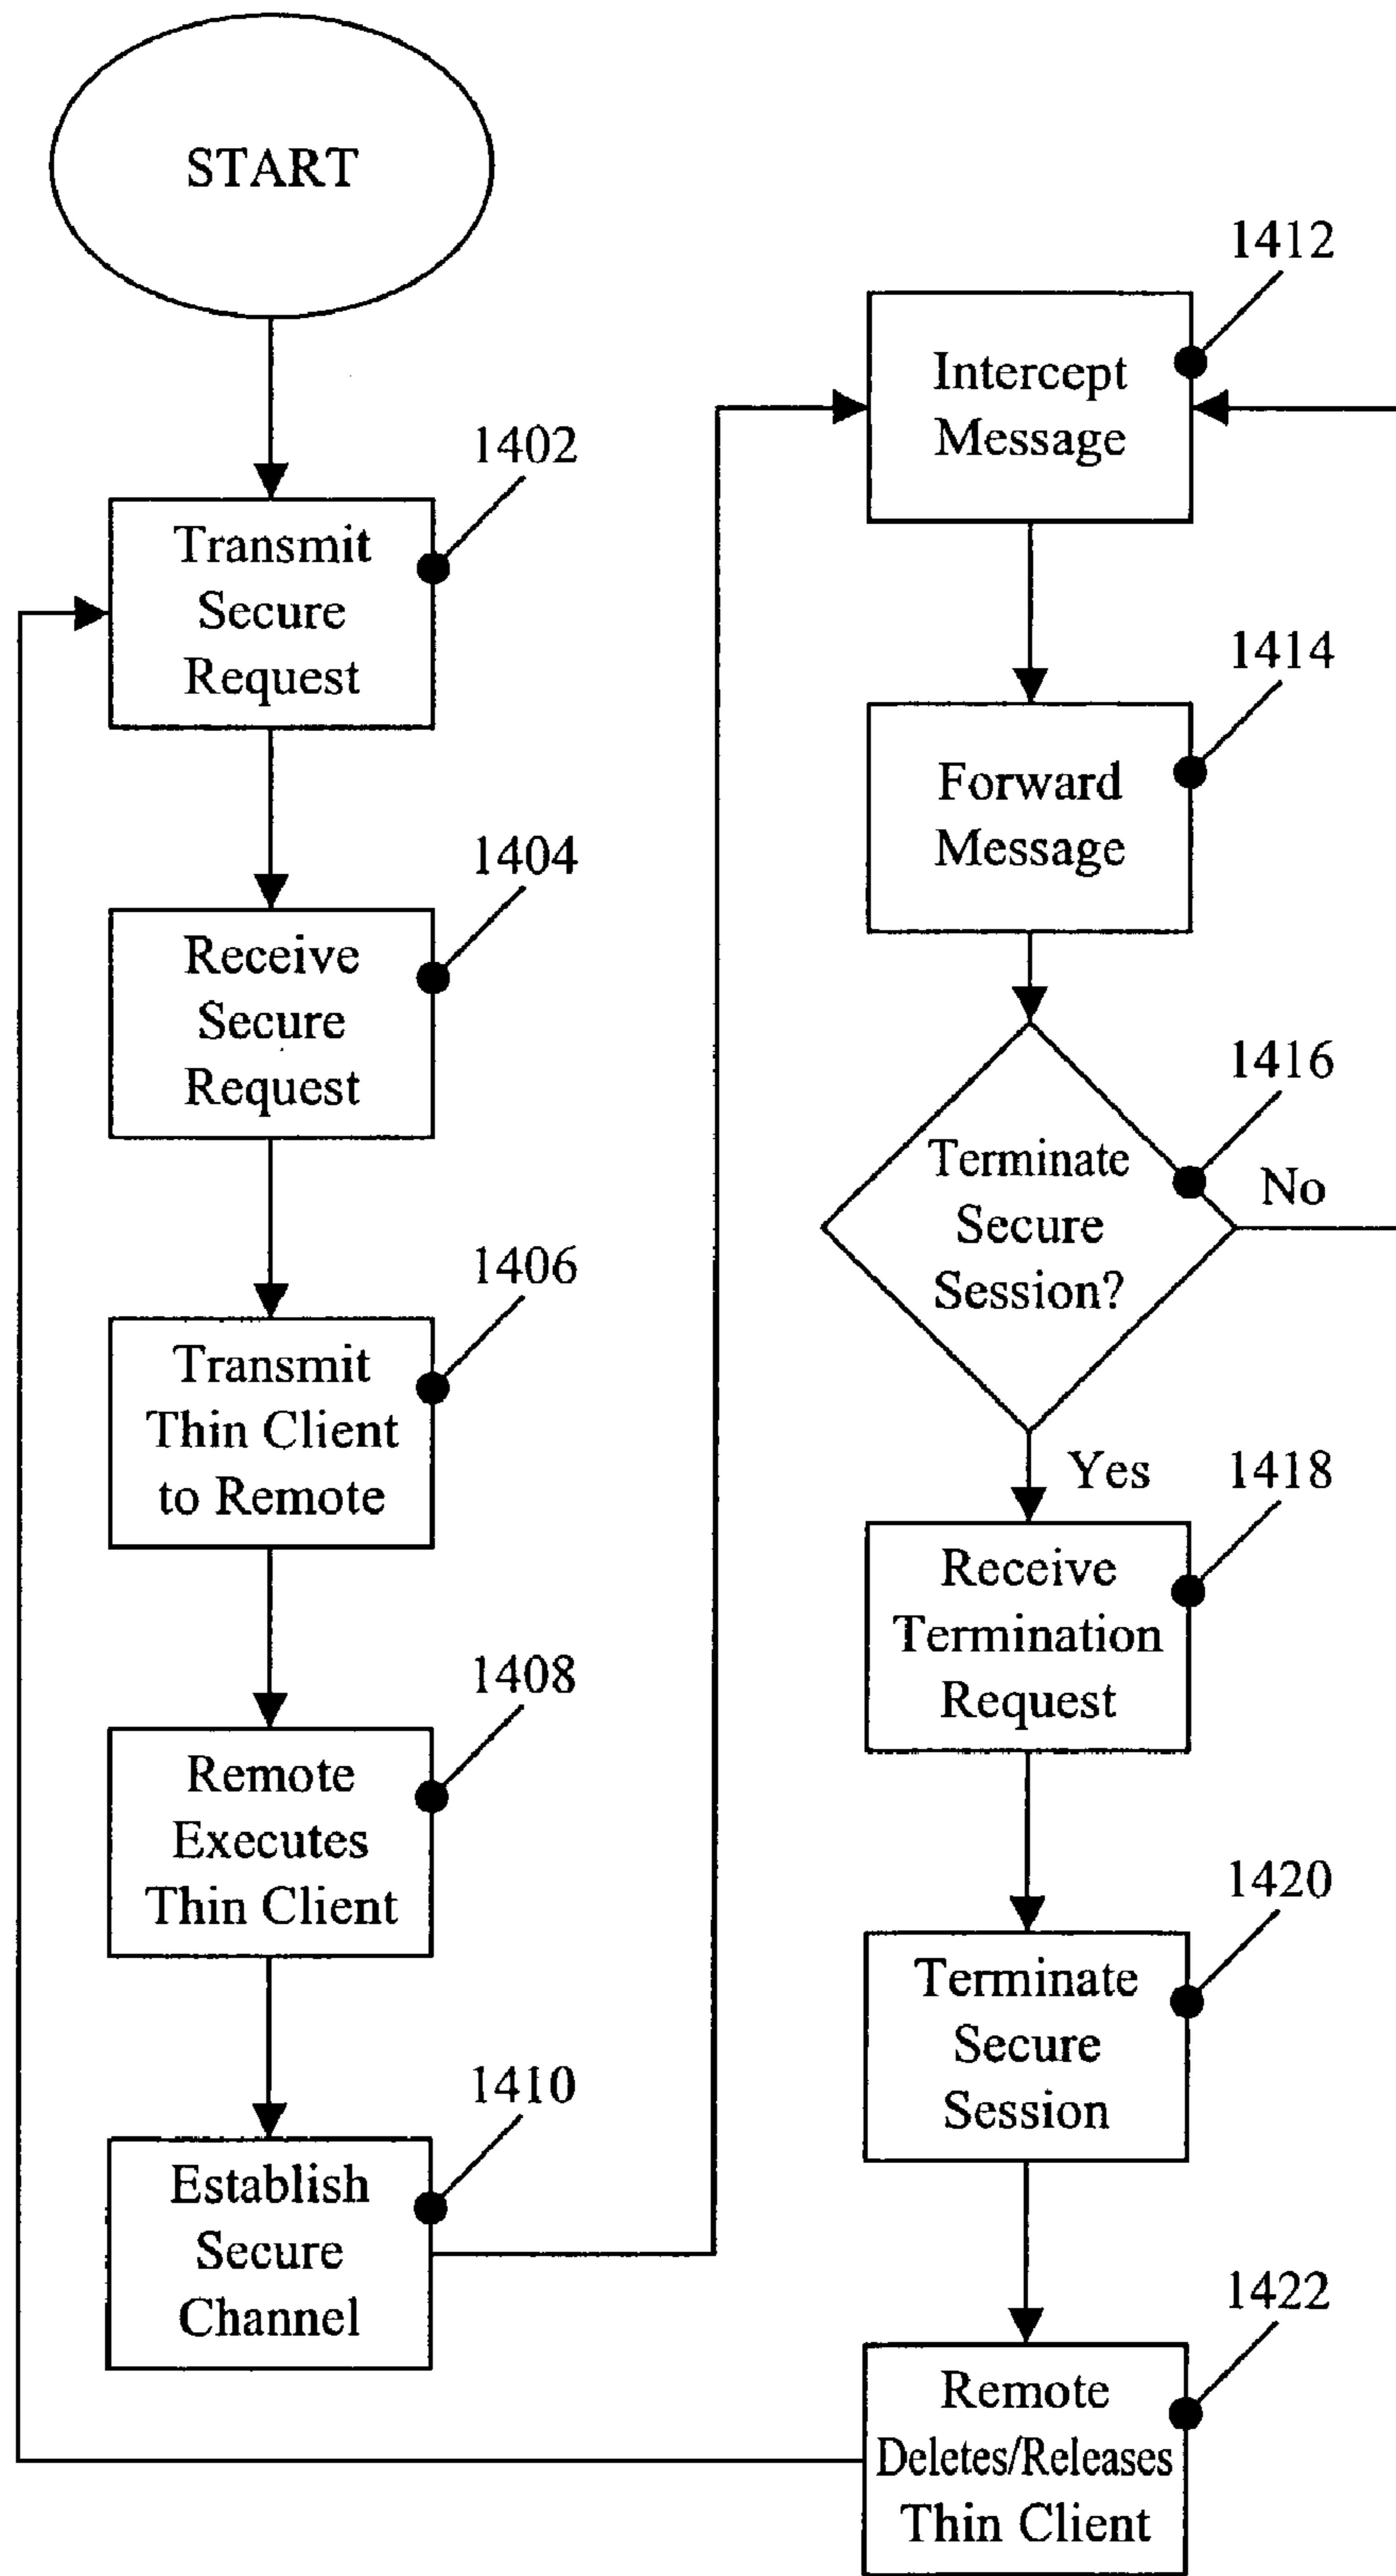 START
1402
Transmit
Secure
Request
1404
Receive
Secure
Request
1406
Transmit
Thin Client
to Remote
1408
Remote
Executes
Thin Client
1410
Establish
Secure
Channel
1412
Intercept
Message
1414
Forward
Message
1416
Terminate
Secure
Session?
No
Yes
1418
Receive
Termination
Request
1420
Terminate
Secure
Session
1422
Remote
Deletes/Releases
Thin Client